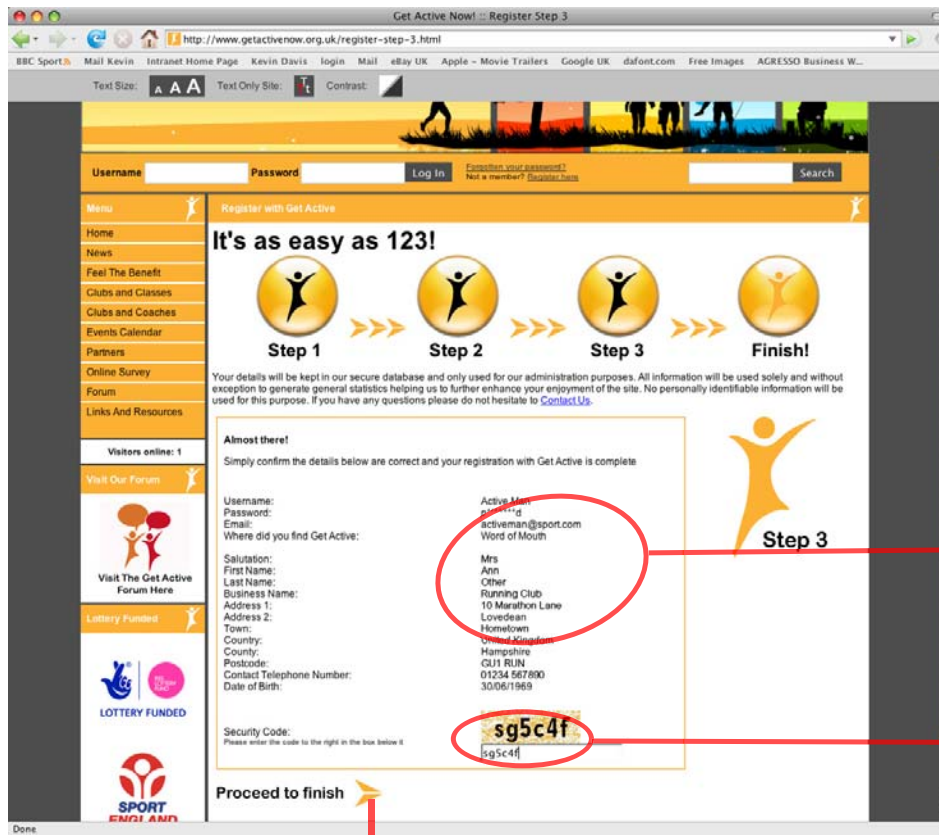 Get Active Now! :: Register Step 3
http://www.getactivenow.org.uk/register-step-3.html
BBC Sport Mail Kevin Intranet Home Page Kevin Davis login Mail eBay UK Apple - Movie Trailers Google UK dafont.com Free Images AGRESSO Business W...
Text Size: A A A Text Only Site: Tt Contrast:
Username Password Log In
Forgotten your password?
Not a member? Register here
Search
Menu
Home
News
Feel The Benefit
Clubs and Classes
Clubs and Coaches
Events Calendar
Partners
Online Survey
Forum
Links And Resources
Visitors online: 1
Visit Our Forum
Visit The Get Active
Forum Here
Lottery Funded
LOTTERY FUNDED
SPORT
ENGLAND
Register with Get Active
It's as easy as 123!
Step 1 Step 2 Step 3 Finish!
Your details will be kept in our secure database and only used for our administration purposes. All information will be used solely and without
exception to generate general statistics helping us to further enhance your enjoyment of the site. No personally identifiable information will be
used for this purpose. If you have any questions please do not hesitate to Contact Us.
Almost there!
Simply confirm the details below are correct and your registration with Get Active is complete
Username: Active Man
Password: p******d
Email: activeman@sport.com
Where did you find Get Active: Word of Mouth
Salutation: Mrs
First Name: Ann
Last Name: Other
Business Name: Running Club
Address 1: 10 Marathon Lane
Address 2: Lovedean
Town: Hometown
Country: United Kingdom
County: Hampshire
Postcode: GU1 RUN
Contact Telephone Number: 01234 567890
Date of Birth: 30/06/1969
Security Code: sg5c4f
Please enter the code to the right in the box below it
sg5c4f
Step 3
Proceed to finish
Done